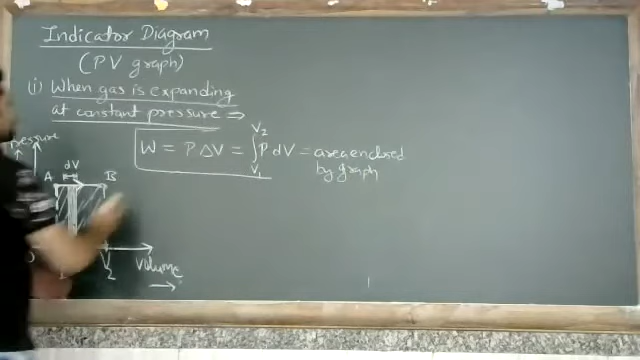 Indicator Diagram
(PV graph)
(i) When gas is expanding
at constant pressure ⇒
W = PΔV = ∫ P dV = area enclosed
V₂
V₁
by graph
Pressure
dV
A B
V
2
Volume